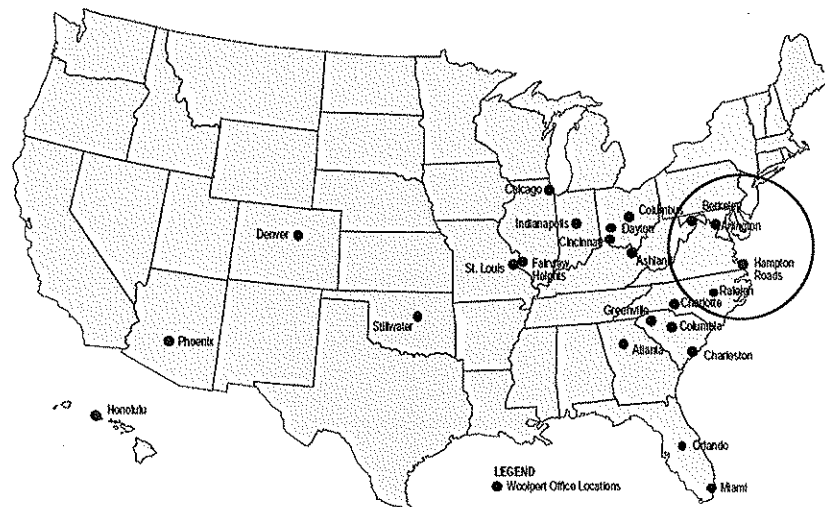 Chicago
Columbus
Berkeley
Indianapolis
Dayton
Arlington
Denver
Cincinnati
Ashland
St. Louis
Fairview
Heights
Hampton
Roads
Raleigh
Charlotte
Greenville
Stillwater
Columbia
Phoenix
Atlanta
Charleston
Honolulu
Orlando
LEGEND
Woolpert Office Locations
Miami